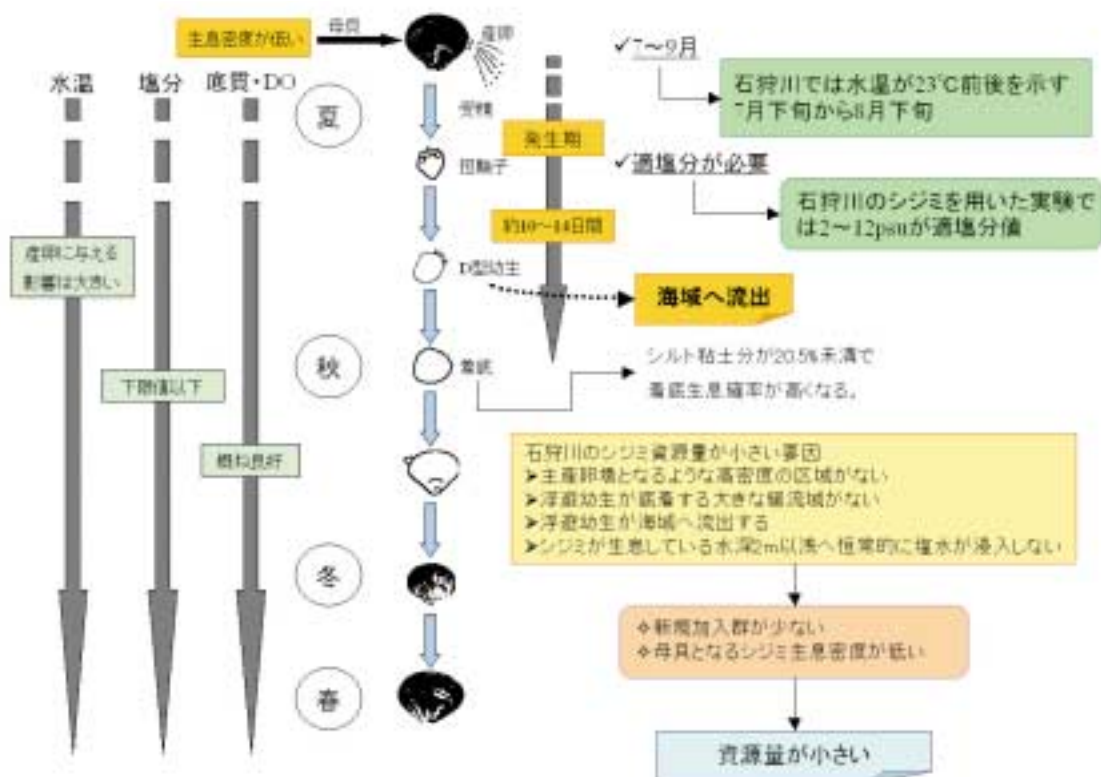 生息密度が低い
母貝
産卵
水温
塩分
底質・DO
夏
受精
担輪子
発生期
✓7~9月
石狩川では水温が23℃前後を示す
7月下旬から8月下旬
✓適塩分が必要
石狩川のシジミを用いた実験で
は2~12psuが適塩分値
約10~14日間
産卵に与える
影響は大きい
D型幼生
海域へ流出
秋
着底
シルト粘土分が20.5%未満で
着底生息確率が高くなる。
下限値以下
概ね良好
石狩川のシジミ資源量が小さい要因
➤主産卵場となるような高密度の区域がない
➤浮遊幼生が底着する大きな緩流域がない
➤浮遊幼生が海域へ流出する
➤シジミが生息している水深2m以浅へ恒常的に塩水が浸入しない
冬
❖新規加入群が少ない
❖母貝となるシジミ生息密度が低い
春
資源量が小さい